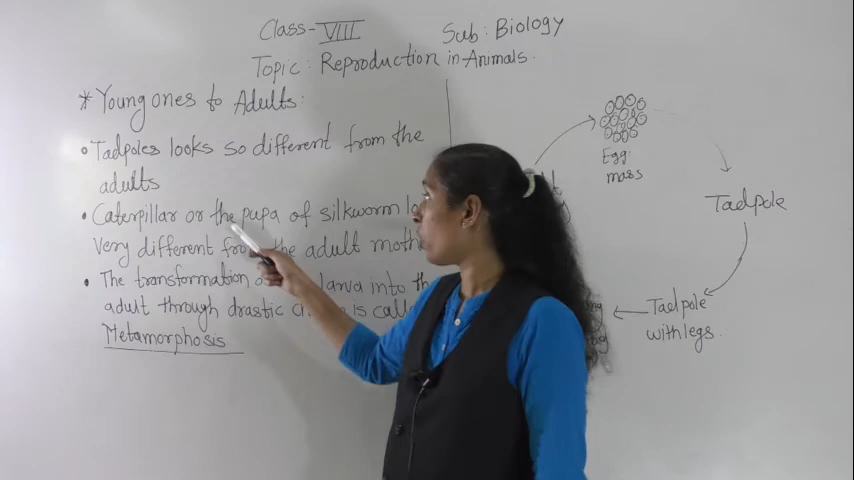 Class-VIII Sub: Biology
Topic: Reproduction in Animals.
* Young ones to Adults:
• Tadpoles looks so different from the
adults
• Caterpillar or the pupa of silkworm
Very different from the adult moth
• The transformation larva into the
adult through drastic is
Metamorphosis
Egg
mass
Tadpole
Tadpole
with legs.